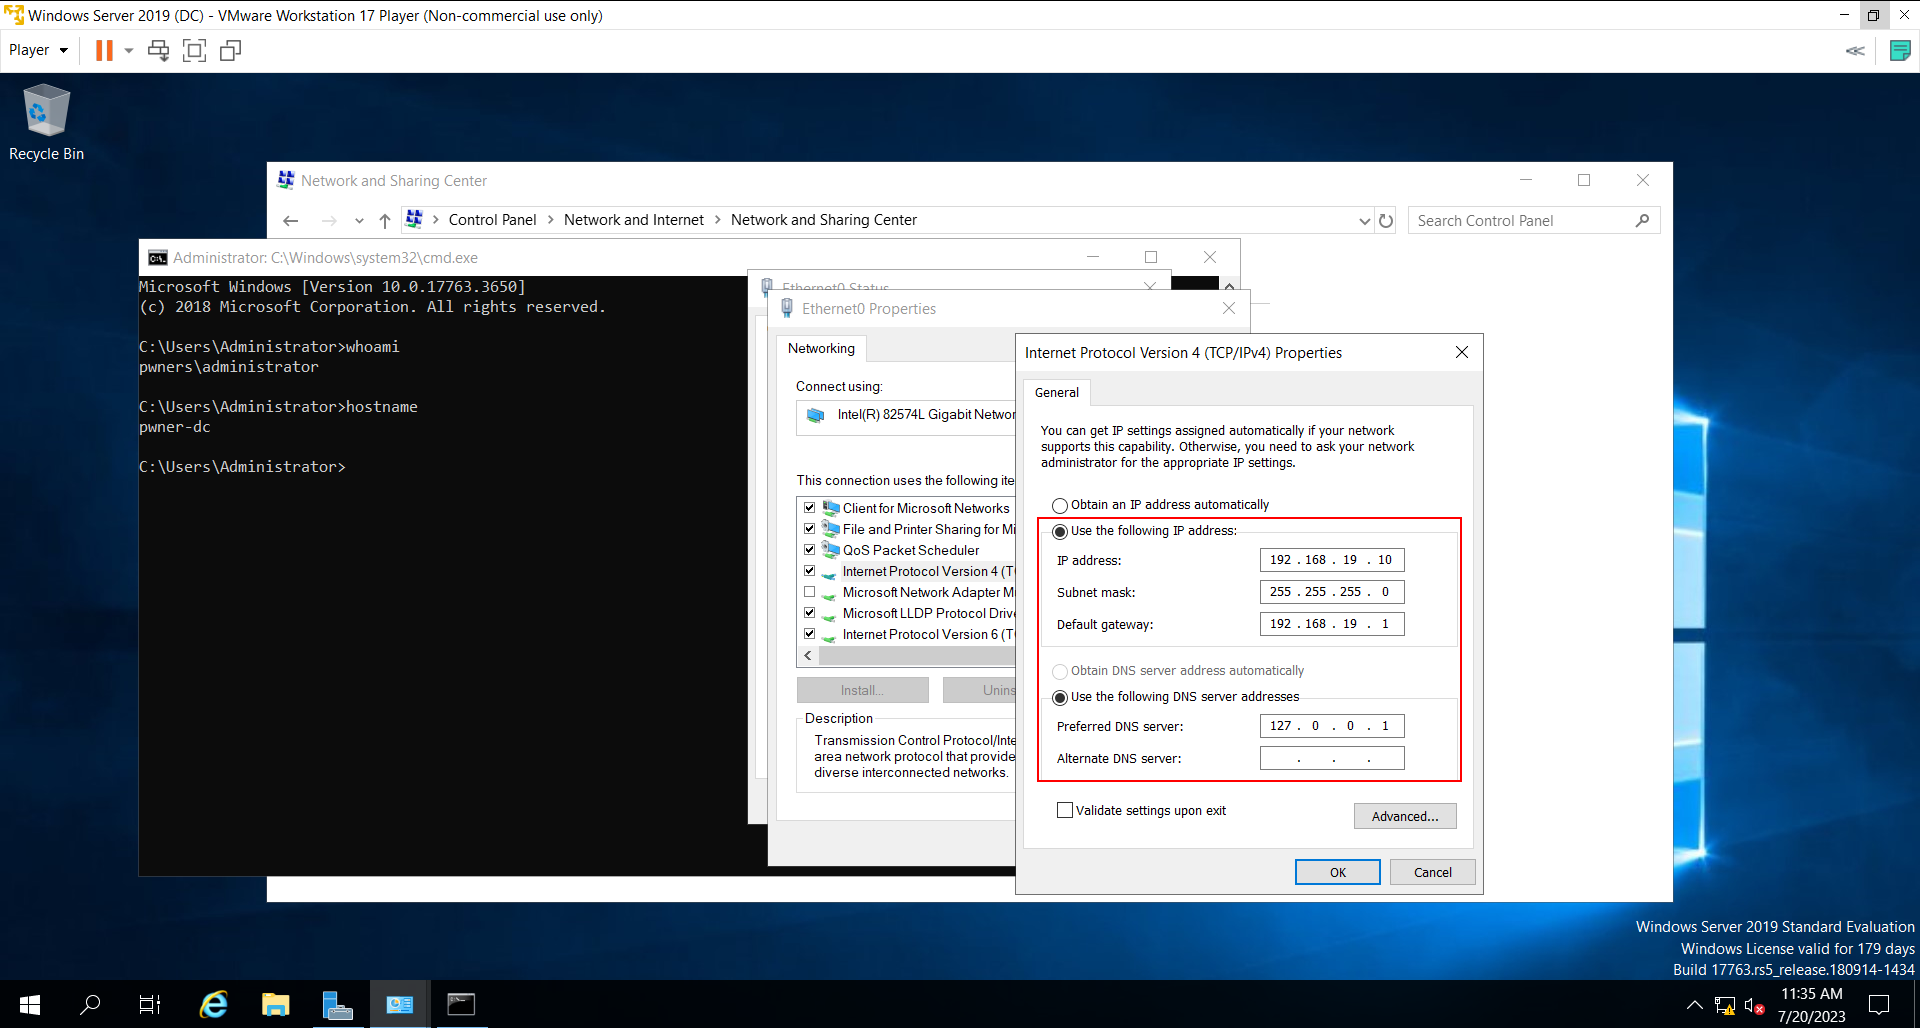 Windows Server 2019 (DC) - VMware Workstation 17 Player (Non-commercial use only)
Player
Recycle Bin
Network and Sharing Center
Control Panel > Network and Internet > Network and Sharing Center
Search Control Panel
Administrator: C:\Windows\system32\cmd.exe
Microsoft Windows [Version 10.0.17763.3650]
(c) 2018 Microsoft Corporation. All rights reserved.
C:\Users\Administrator>whoami
pwners\administrator
C:\Users\Administrator>hostname
pwner-dc
C:\Users\Administrator>
Ethernet0 Status
Ethernet0 Properties
Networking
Connect using:
Intel(R) 82574L Gigabit Networ
This connection uses the following ite
Client for Microsoft Networks
File and Printer Sharing for Mi
QoS Packet Scheduler
Internet Protocol Version 4 (TC
Microsoft Network Adapter M
Microsoft LLDP Protocol Drive
Internet Protocol Version 6 (TC
Install...
Unins
Description
Transmission Control Protocol/Inte
area network protocol that provide
diverse interconnected networks.
Internet Protocol Version 4 (TCP/IPv4) Properties
General
You can get IP settings assigned automatically if your network
supports this capability. Otherwise, you need to ask your network
administrator for the appropriate IP settings.
Obtain an IP address automatically
Use the following IP address:
IP address: 192 . 168 . 19 . 10
Subnet mask: 255 . 255 . 255 . 0
Default gateway: 192 . 168 . 19 . 1
Obtain DNS server address automatically
Use the following DNS server addresses
Preferred DNS server: 127 . 0 . 0 . 1
Alternate DNS server: . . .
Validate settings upon exit
Advanced...
OK
Cancel
Windows Server 2019 Standard Evaluation
Windows License valid for 179 days
Build 17763.rs5_release.180914-1434
11:35 AM
7/20/2023